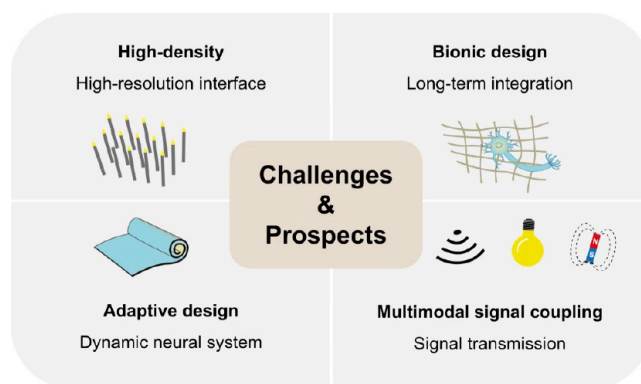 High-density
High-resolution interface
Bionic design
Long-term integration
Challenges
&
Prospects
N
S
Adaptive design
Dynamic neural system
Multimodal signal coupling
Signal transmission